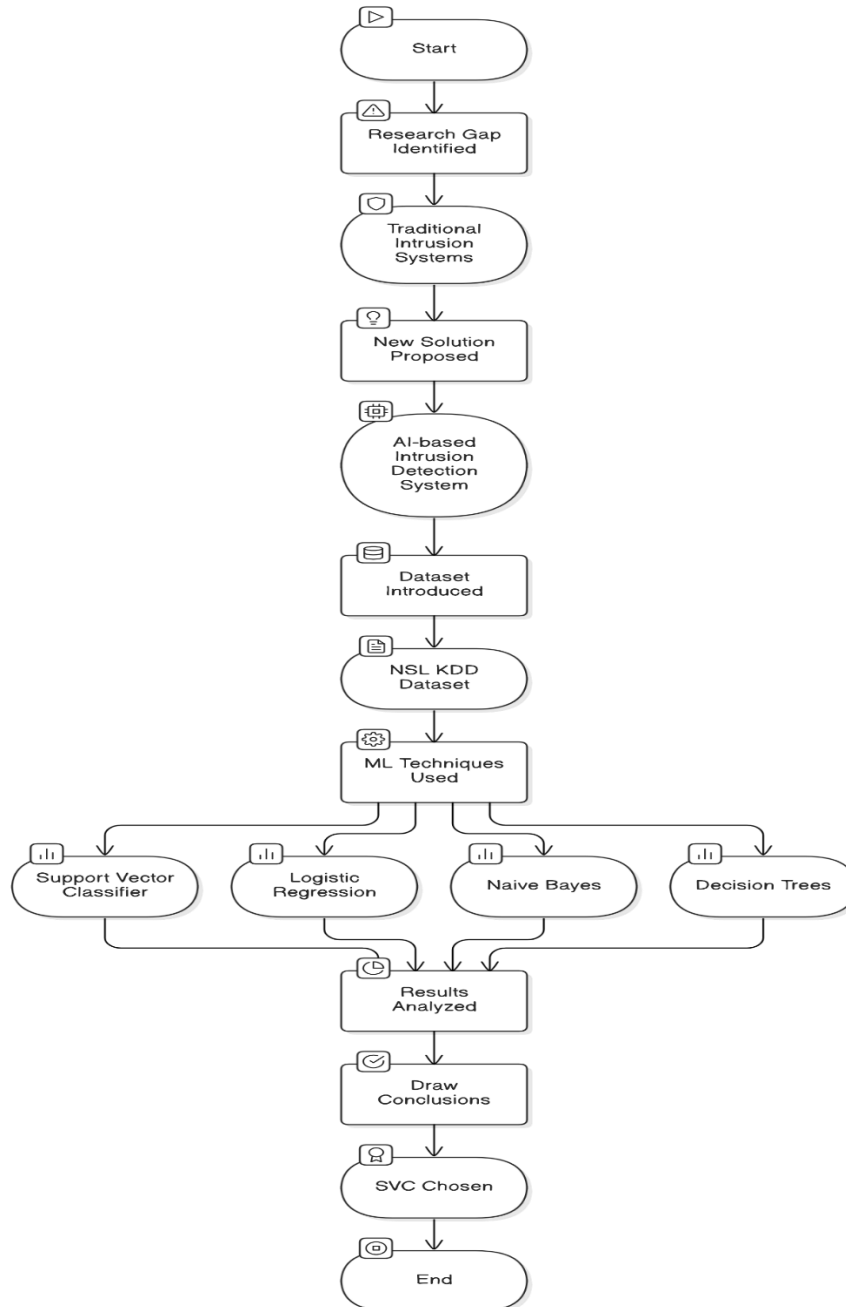 Start
Research Gap
Identified
Traditional
Intrusion
Systems
New Solution
Proposed
AI-based
Intrusion
Detection
System
Dataset
Introduced
NSL KDD
Dataset
ML Techniques
Used
Support Vector
Classifier
Logistic
Regression
Naive Bayes
Decision Trees
Results
Analyzed
Draw
Conclusions
SVC Chosen
End